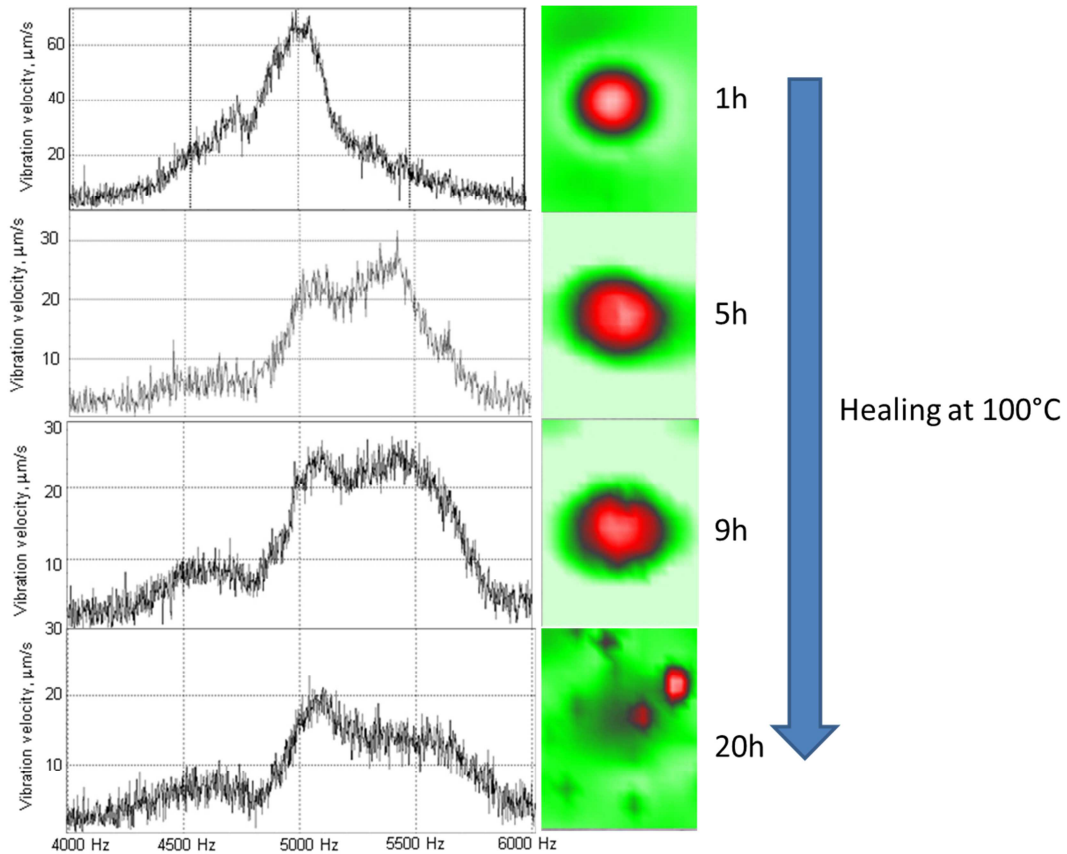 Vibration velocity, µm/s
60
40
20
1h
Vibration velocity, µm/s
30
20
10
5h
Healing at 100°C
Vibration velocity, µm/s
30
20
10
30
9h
Vibration velocity, µm/s
20
10
20h
4000 Hz 4500 Hz 5000 Hz 5500 Hz 6000 Hz